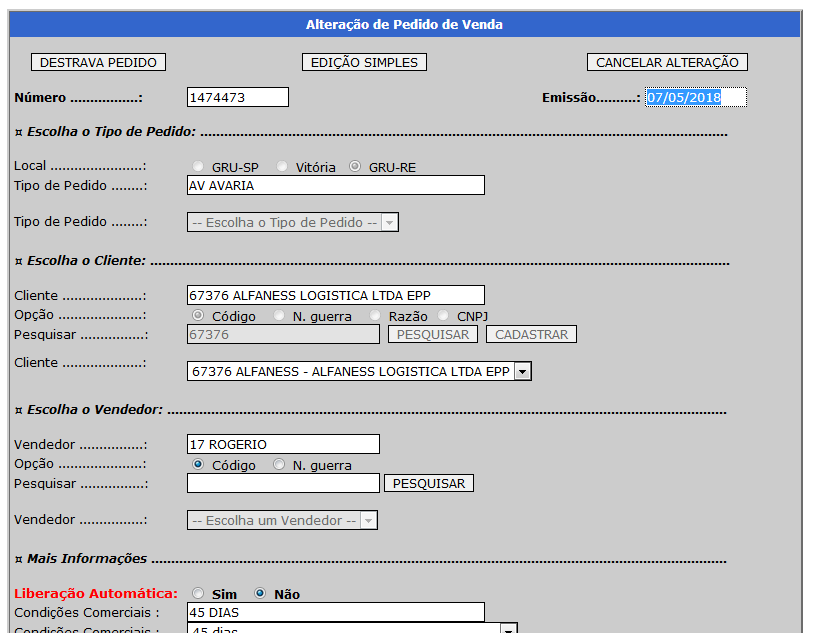 Alteração de Pedido de Venda
DESTRAVA PEDIDO EDIÇÃO SIMPLES CANCELAR ALTERAÇÃO
Número .................: 1474473 Emissão..........: 07/05/2018
¤ Escolha o Tipo de Pedido: ....................................................................................................................................
Local .......................: GRU-SP Vitória GRU-RE
Tipo de Pedido ........: AV AVARIA
Tipo de Pedido ........: -- Escolha o Tipo de Pedido --
¤ Escolha o Cliente: ................................................................................................................................................
Cliente ....................: 67376 ALFANESS LOGISTICA LTDA EPP
Opção .....................: Código N. guerra Razão CNPJ
Pesquisar ................: 67376 PESQUISAR CADASTRAR
Cliente ....................: 67376 ALFANESS - ALFANESS LOGISTICA LTDA EPP
¤ Escolha o Vendedor: ............................................................................................................................................
Vendedor ................: 17 ROGERIO
Opção .....................: Código N. guerra
Pesquisar ................: PESQUISAR
Vendedor ................: -- Escolha um Vendedor --
¤ Mais Informações ................................................................................................................................................
Liberação Automática: Sim Não
Condições Comerciais : 45 DIAS
Condições Comerciais : 45 dias